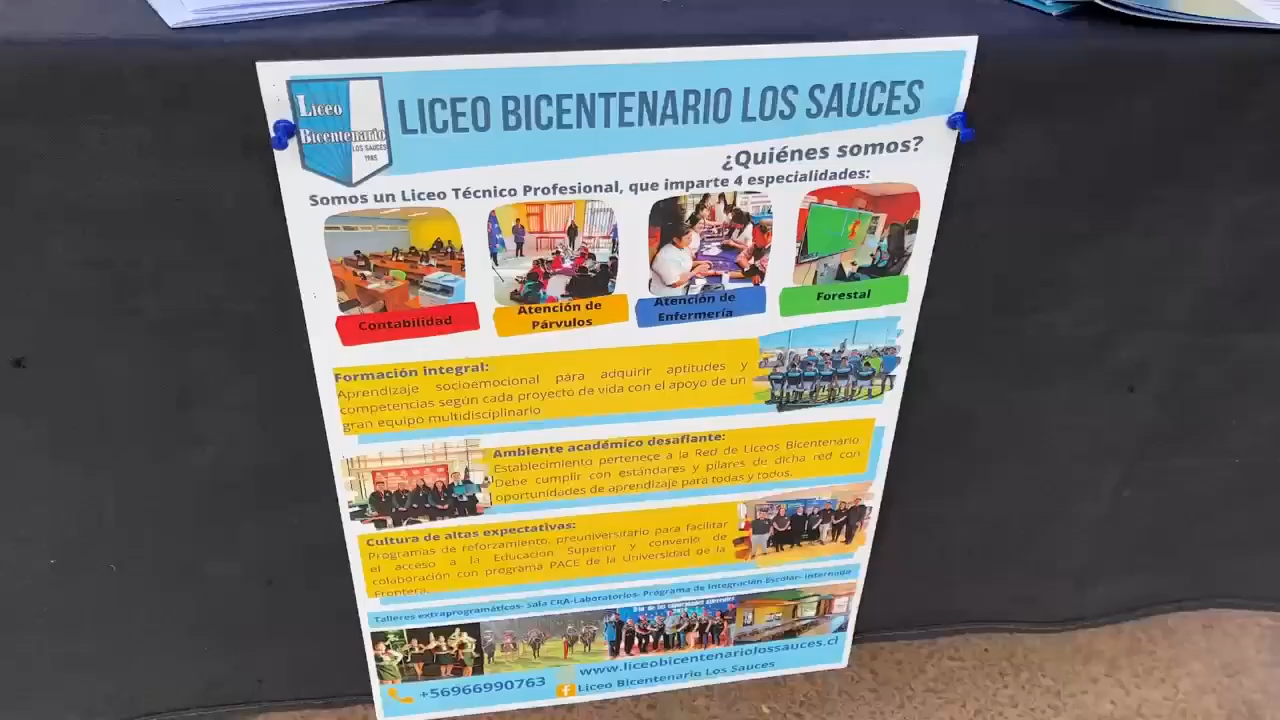 Liceo
Bicentenario
LOS SAUCES
1985
LICEO BICENTENARIO LOS SAUCES
¿Quiénes somos?
Somos un Liceo Técnico Profesional, que imparte 4 especialidades:
Contabilidad
Atención de
Párvulos
Atención de
Enfermería
Forestal
Formación integral:
Aprendizaje socioemocional para adquirir aptitudes y
competencias según cada proyecto de vida con el apoyo de un
gran equipo multidisciplinario
Ambiente académico desafiante:
Establecimiento pertenece a la Red de Liceos Bicentenario
Debe cumplir con estándares y pilares de dicha red con
oportunidades de aprendizaje para todas y todos.
Cultura de altas expectativas:
Programas de reforzamiento, preuniversitario para facilitar
el acceso a la Educación Superior y convenio de
colaboración con programa PACE de la Universidad de la
Frontera.
Talleres extraprogramáticos- Sala CRA-Laboratorios- Programa de Integración Escolar- Internado
www.liceobicentenariolossauces.cl
+56966990763
Liceo Bicentenario Los Sauces